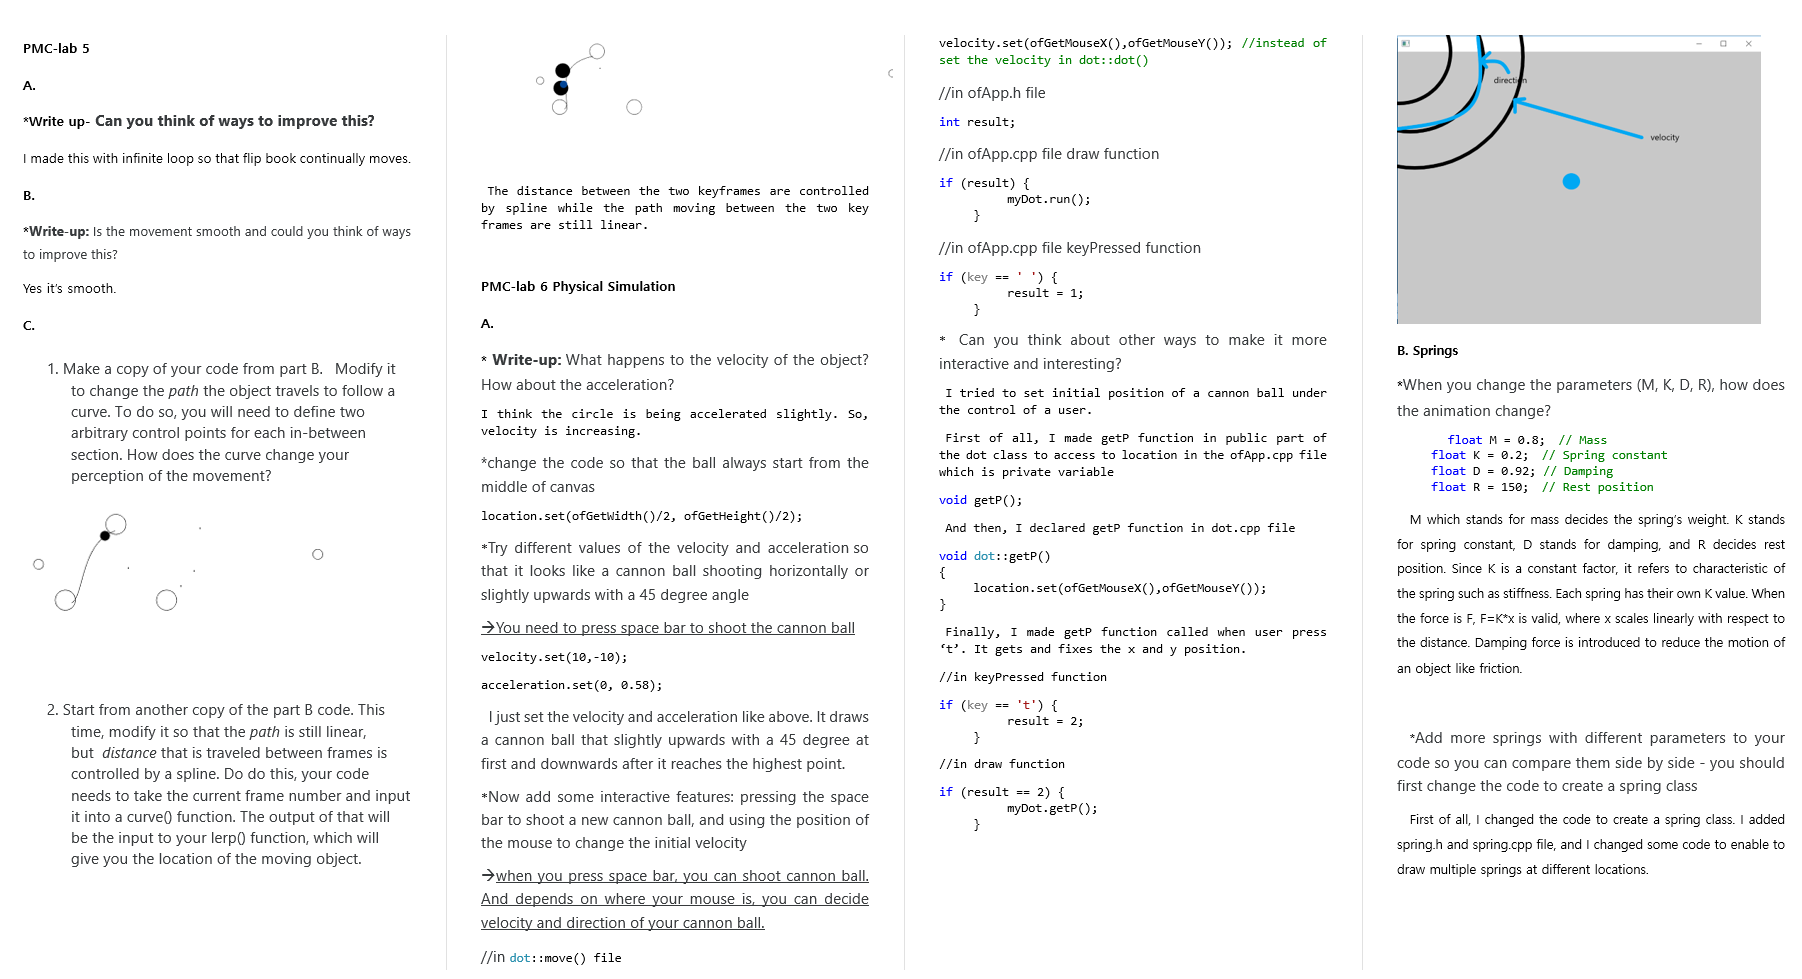 PMC-lab 5
A.
*Write up- Can you think of ways to improve this?
I made this with infinite loop so that flip book continually moves.
B.
*Write-up: Is the movement smooth and could you think of ways
to improve this?
Yes it's smooth.
C.
1. Make a copy of your code from part B.   Modify it
to change the path the object travels to follow a
curve. To do so, you will need to define two
arbitrary control points for each in-between
section. How does the curve change your
perception of the movement?
2. Start from another copy of the part B code. This
time, modify it so that the path is still linear,
but  distance that is traveled between frames is
controlled by a spline. Do do this, your code
needs to take the current frame number and input
it into a curve() function. The output of that will
be the input to your lerp() function, which will
give you the location of the moving object.
The distance between the two keyframes are controlled
by spline while the path moving between the two key
frames are still linear.
PMC-lab 6 Physical Simulation
A.
* Write-up: What happens to the velocity of the object?
How about the acceleration?
I think the circle is being accelerated slightly. So,
velocity is increasing.
*change the code so that the ball always start from the
middle of canvas
location.set(ofGetWidth()/2, ofGetHeight()/2);
*Try different values of the velocity and acceleration so
that it looks like a cannon ball shooting horizontally or
slightly upwards with a 45 degree angle
→You need to press space bar to shoot the cannon ball
velocity.set(10,-10);
acceleration.set(0, 0.58);
I just set the velocity and acceleration like above. It draws
a cannon ball that slightly upwards with a 45 degree at
first and downwards after it reaches the highest point.
*Now add some interactive features: pressing the space
bar to shoot a new cannon ball, and using the position of
the mouse to change the initial velocity
→when you press space bar, you can shoot cannon ball.
And depends on where your mouse is, you can decide
velocity and direction of your cannon ball.
//in dot::move() file
velocity.set(ofGetMouseX(),ofGetMouseY()); //instead of
set the velocity in dot::dot()
//in ofApp.h file
int result;
//in ofApp.cpp file draw function
if (result) {
myDot.run();
}
//in ofApp.cpp file keyPressed function
if (key == ' ') {
result = 1;
}
* Can you think about other ways to make it more
interactive and interesting?
I tried to set initial position of a cannon ball under
the control of a user.
First of all, I made getP function in public part of
the dot class to access to location in the ofApp.cpp file
which is private variable
void getP();
And then, I declared getP function in dot.cpp file
void dot::getP()
{
location.set(ofGetMouseX(),ofGetMouseY());
}
Finally, I made getP function called when user press
‘t’. It gets and fixes the x and y position.
//in keyPressed function
if (key == 't') {
result = 2;
}
//in draw function
if (result == 2) {
myDot.getP();
}
direction
velocity
B. Springs
*When you change the parameters (M, K, D, R), how does
the animation change?
float M = 0.8;  // Mass
float K = 0.2;  // Spring constant
float D = 0.92; // Damping
float R = 150;  // Rest position
M which stands for mass decides the spring's weight. K stands
for spring constant, D stands for damping, and R decides rest
position. Since K is a constant factor, it refers to characteristic of
the spring such as stiffness. Each spring has their own K value. When
the force is F, F=K*x is valid, where x scales linearly with respect to
the distance. Damping force is introduced to reduce the motion of
an object like friction.
*Add more springs with different parameters to your
code so you can compare them side by side - you should
first change the code to create a spring class
First of all, I changed the code to create a spring class. I added
spring.h and spring.cpp file, and I changed some code to enable to
draw multiple springs at different locations.